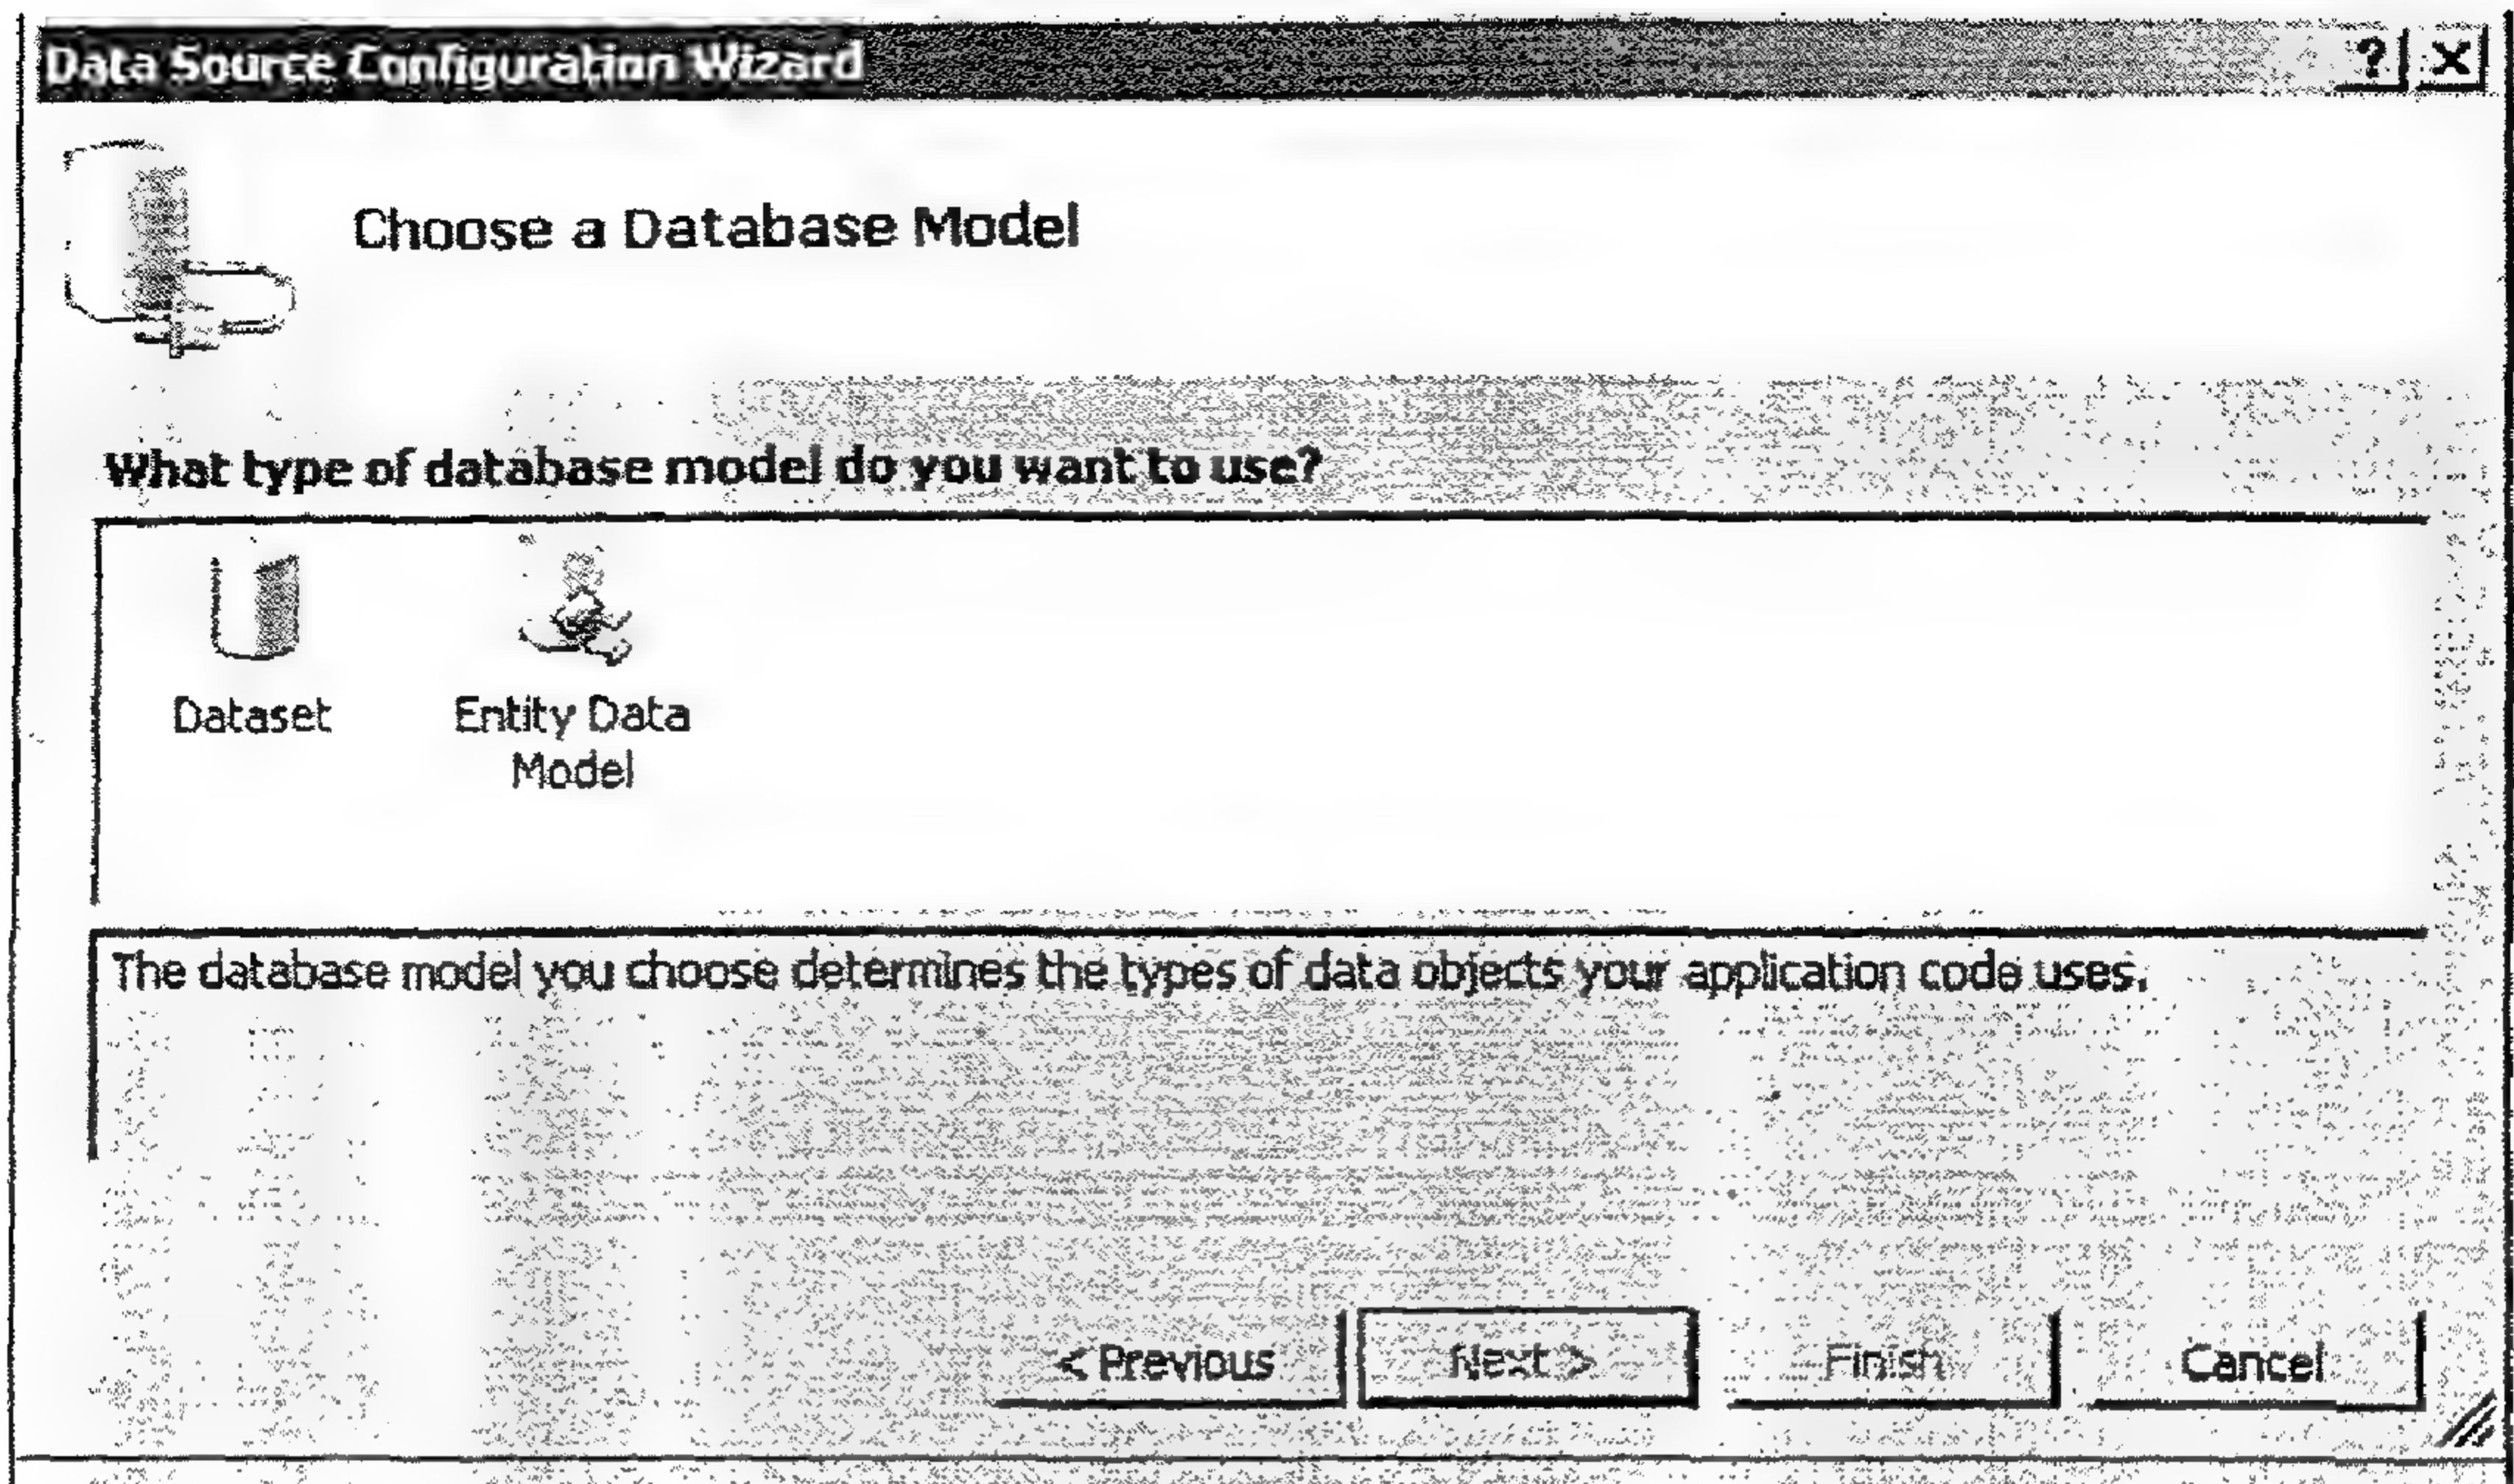 Data Source Configuration Wizard
Choose a Database Model
What type of database model do you want to use?
Dataset
Entity Data
Model
The database model you choose determines the types of data objects your application code uses.
< Previous
Next >
Finish
Cancel